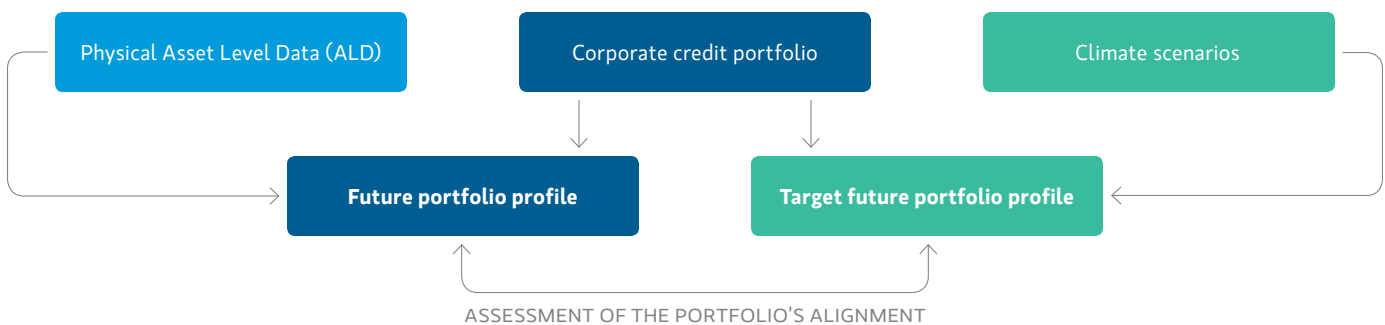 Physical Asset Level Data (ALD)
Corporate credit portfolio
Climate scenarios
Future portfolio profile
Target future portfolio profile
ASSESSMENT OF THE PORTFOLIO’S ALIGNMENT